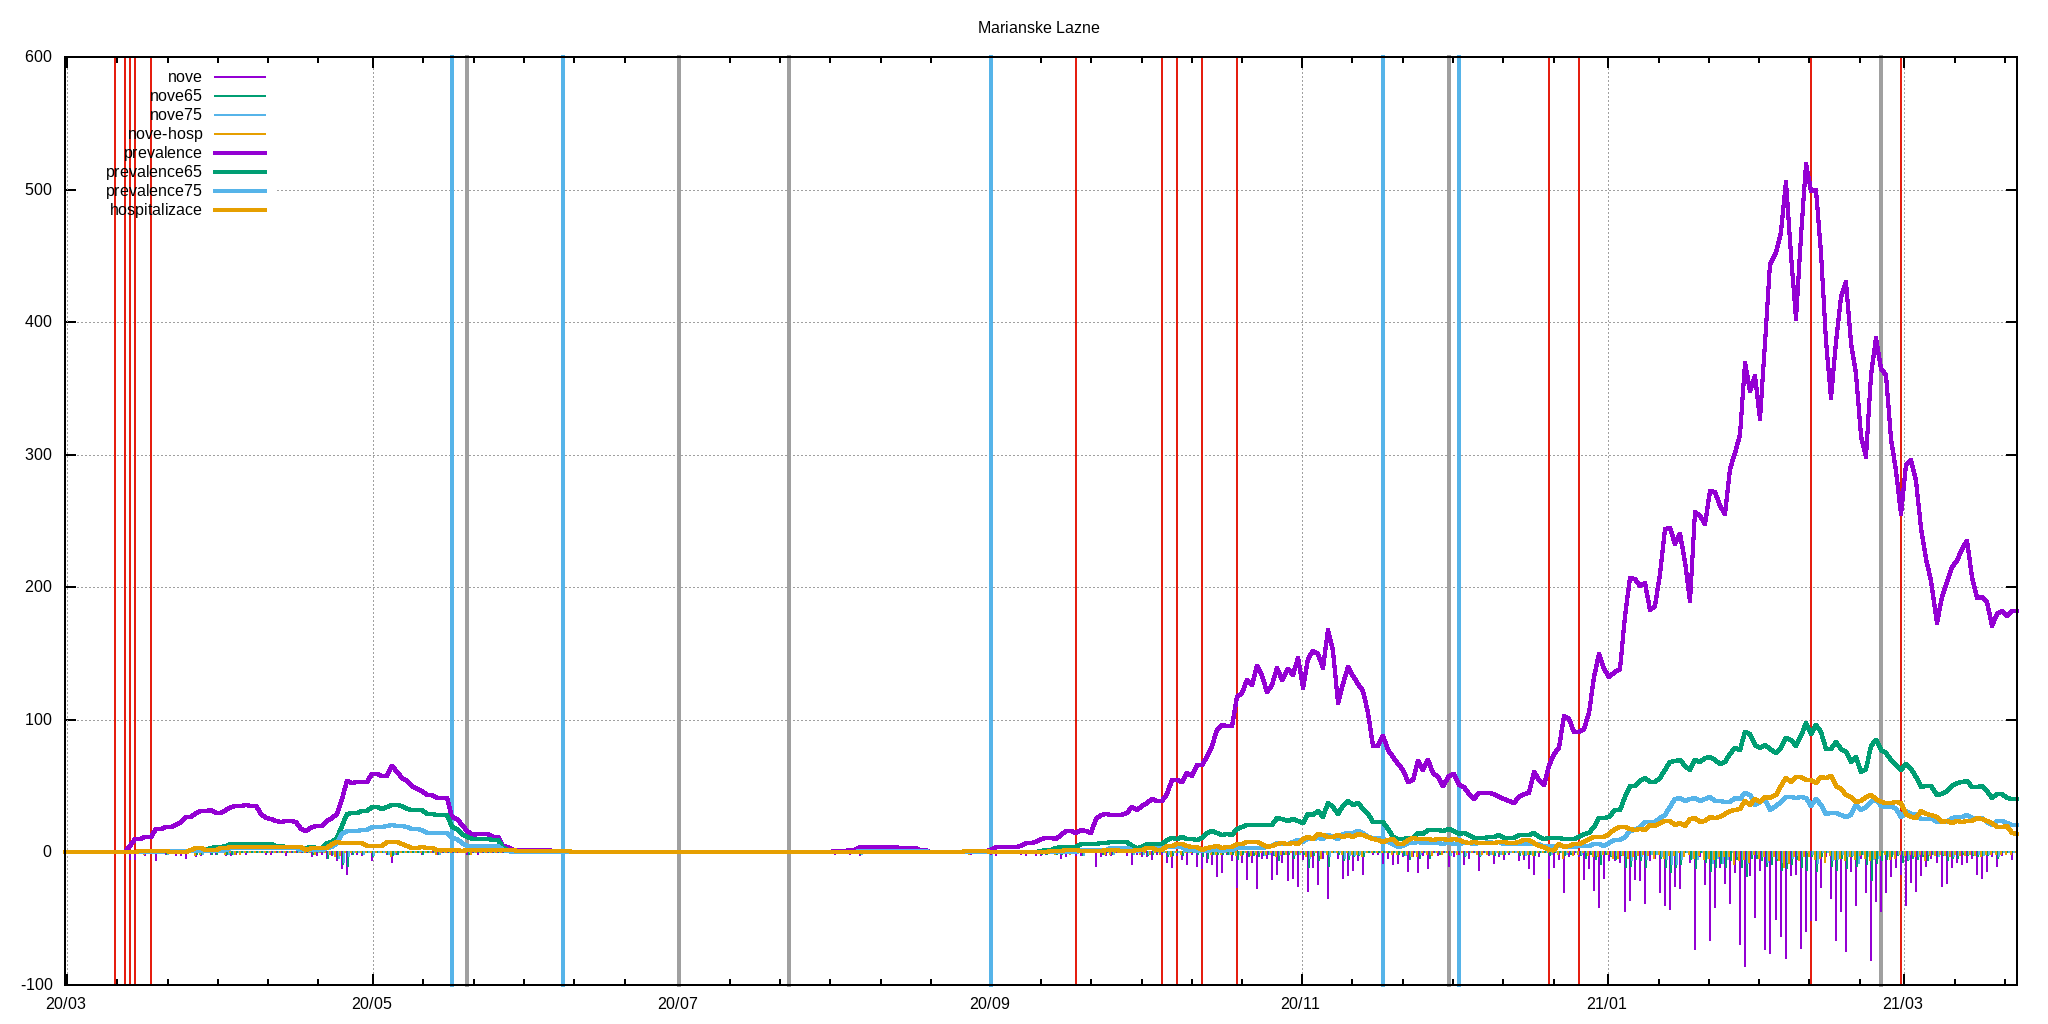 Marianske Lazne
600
nove
nove65
nove75
nove-hosp
prevalence
prevalence65
prevalence75
hospitalizace
500
400
300
200
100
0
-100
20/03 20/05 20/07 20/09 20/11 21/01 21/03